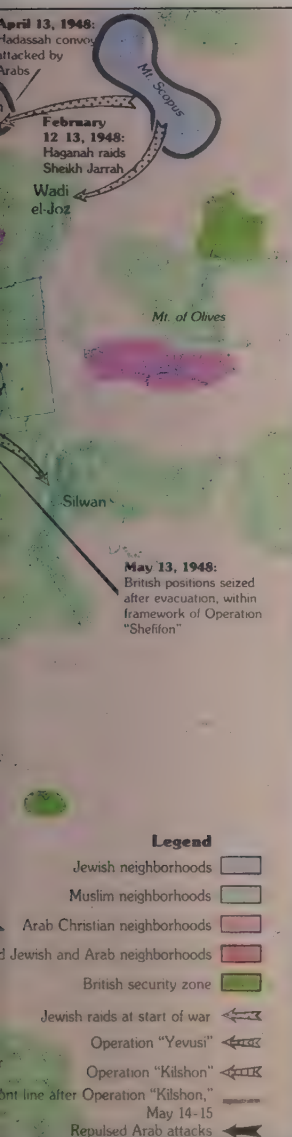 April 13, 1948:
Hadassah convoy
attacked by
Arabs
Mt. Scopus
February
12 13, 1948:
Haganah raids
Sheikh Jarrah
Wadi
el-Joz
Mt. of Olives
Silwan
May 13, 1948:
British positions seized
after evacuation, within
framework of Operation
"Shefifon"
Legend
Jewish neighborhoods
Muslim neighborhoods
Arab Christian neighborhoods
d Jewish and Arab neighborhoods
British security zone
Jewish raids at start of war
Operation "Yevusi"
Operation "Kilshon"
ont line after Operation "Kilshon,"
May 14-15
Repulsed Arab attacks